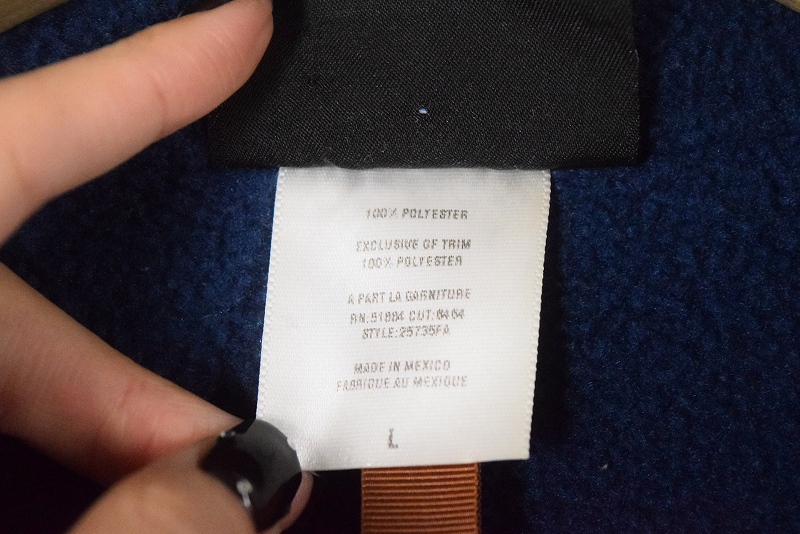 100% POLYESTER
EXCLUSIVE OF TRIM
100% POLYESTER
A PART LA GARNITURE
RN:51884 CUT:6464
STYLE:25735FA
MADE IN MEXICO
FABRIQUE AU MEXIQUE
L